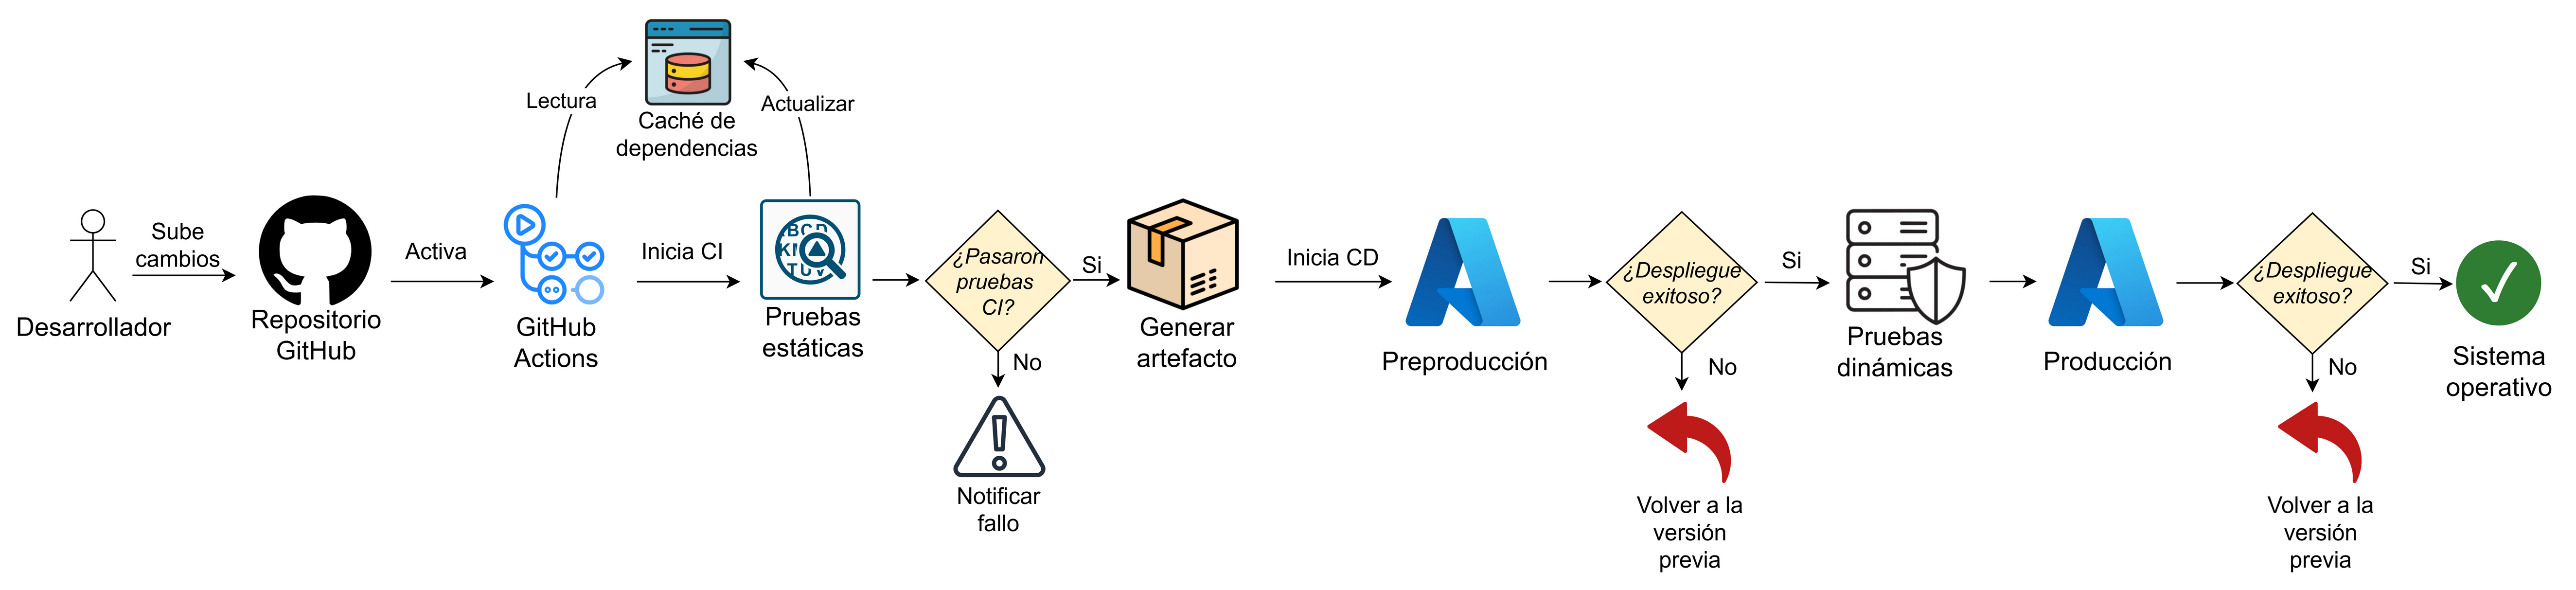 Lectura
Caché de
dependencias
Actualizar
Desarrollador
Sube
cambios
Repositorio
GitHub
Activa
GitHub
Actions
Inicia CI
ABCD
Pruebas
estáticas
¿Pasaron
pruebas
CI?
Si
No
Notificar
fallo
Generar
artefacto
Inicia CD
Preproducción
¿Despliegue
exitoso?
Si
No
Volver a la
versión
previa
Pruebas
dinámicas
Producción
¿Despliegue
exitoso?
Si
No
Volver a la
versión
previa
Sistema
operativo